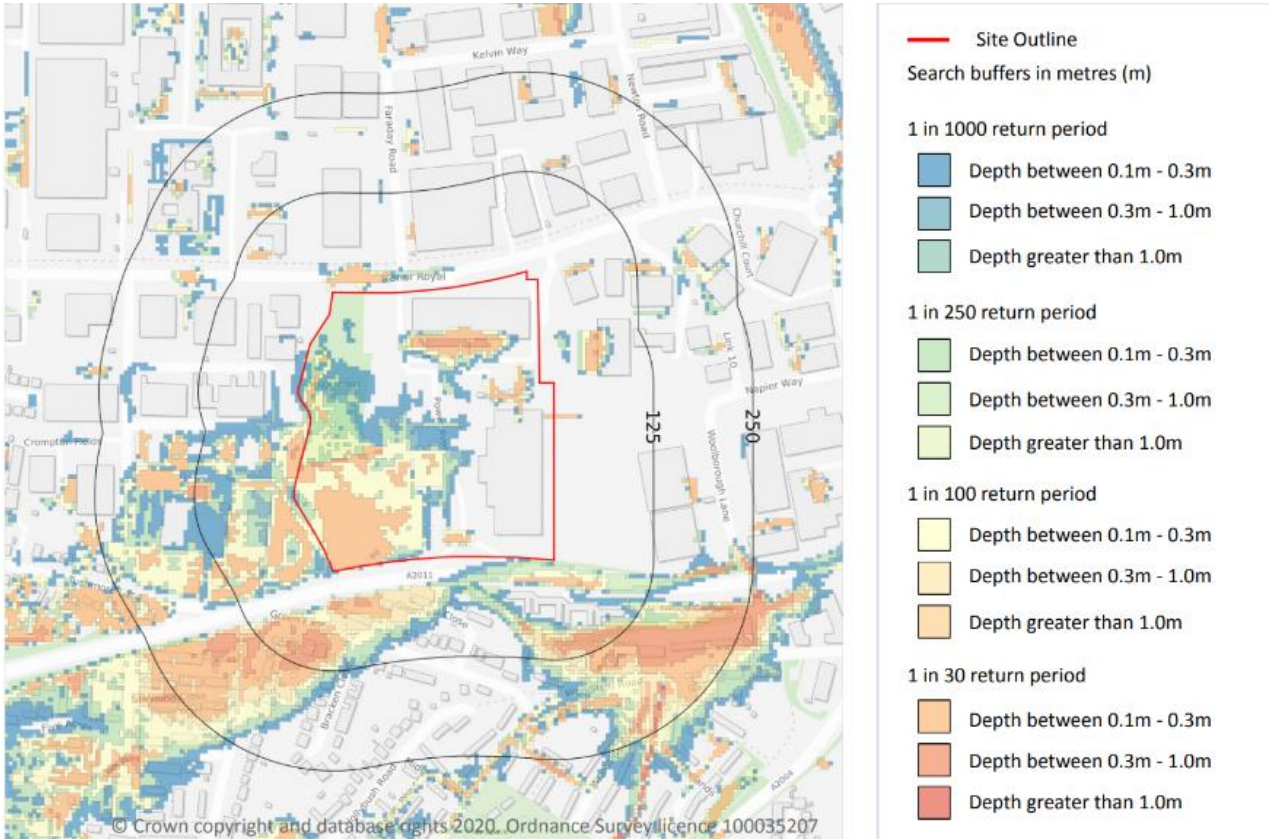 Kelvin Way
Newton Road
Faraday Road
Churchill Court
Manor Royal
Link 10
Napier Way
125
250
Crompton Fields
Woolborough Lane
A2011
Close
Bracken Close
A2004
© Crown copyright and database rights 2020. Ordnance Survey licence 100035207
Site Outline
Search buffers in metres (m)
1 in 1000 return period
Depth between 0.1m - 0.3m
Depth between 0.3m - 1.0m
Depth greater than 1.0m
1 in 250 return period
Depth between 0.1m - 0.3m
Depth between 0.3m - 1.0m
Depth greater than 1.0m
1 in 100 return period
Depth between 0.1m - 0.3m
Depth between 0.3m - 1.0m
Depth greater than 1.0m
1 in 30 return period
Depth between 0.1m - 0.3m
Depth between 0.3m - 1.0m
Depth greater than 1.0m